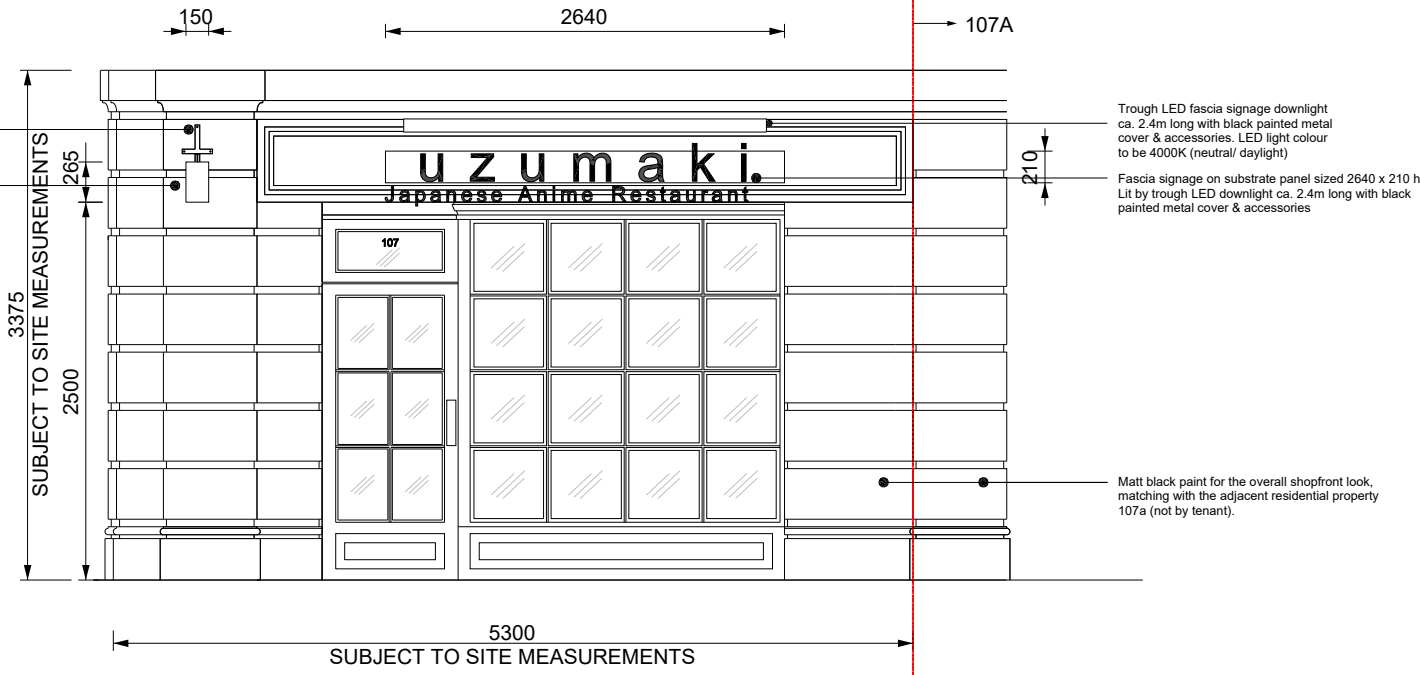 150
2640
107A
Trough LED fascia signage downlight
ca. 2.4m long with black painted metal
cover & accessories. LED light colour
to be 4000K (neutral/ daylight)
265
uzumaki
210
Fascia signage on substrate panel sized 2640 x 210 h
Lit by trough LED downlight ca. 2.4m long with black
painted metal cover & accessories
Japanese Anime Restaurant
107
3375
SUBJECT TO SITE MEASUREMENTS
2500
Matt black paint for the overall shopfront look,
matching with the adjacent residential property
107a (not by tenant).
5300
SUBJECT TO SITE MEASUREMENTS